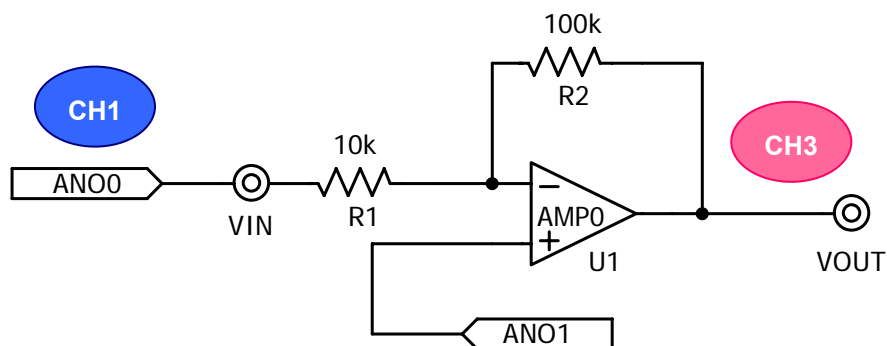 100k
R2
CH1
CH3
10k
ANO0
R1
VIN
AMP0
−
+
U1
VOUT
ANO1